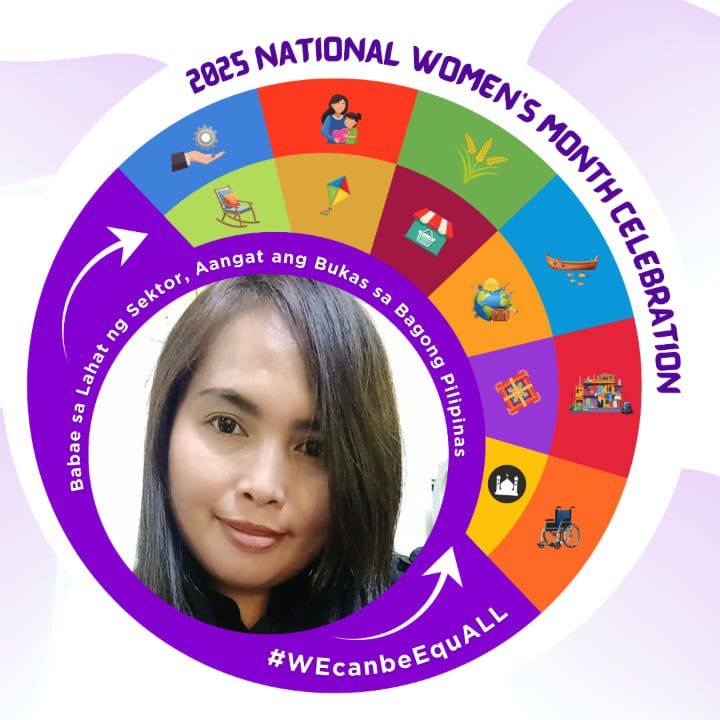 2025 NATIONAL WOMEN'S MONTH CELEBRATION
Babae sa Lahat ng Sektor, Aangat ang Bukas sa Bagong Pilipinas
#WEcanbeEquALL